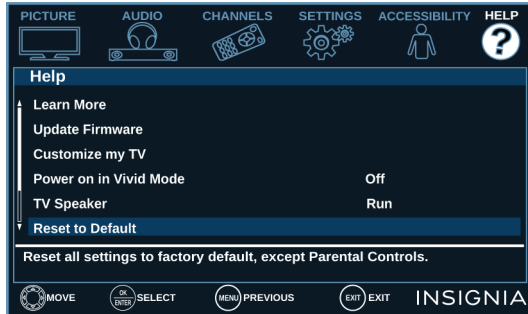 PICTURE AUDIO CHANNELS SETTINGS ACCESSIBILITY HELP
?
Help
Learn More
Update Firmware
Customize my TV
Power on in Vivid Mode Off
TV Speaker Run
Reset to Default
Reset all settings to factory default, except Parental Controls.
MOVE OK ENTER SELECT MENU PREVIOUS EXIT EXIT INSIGNIA